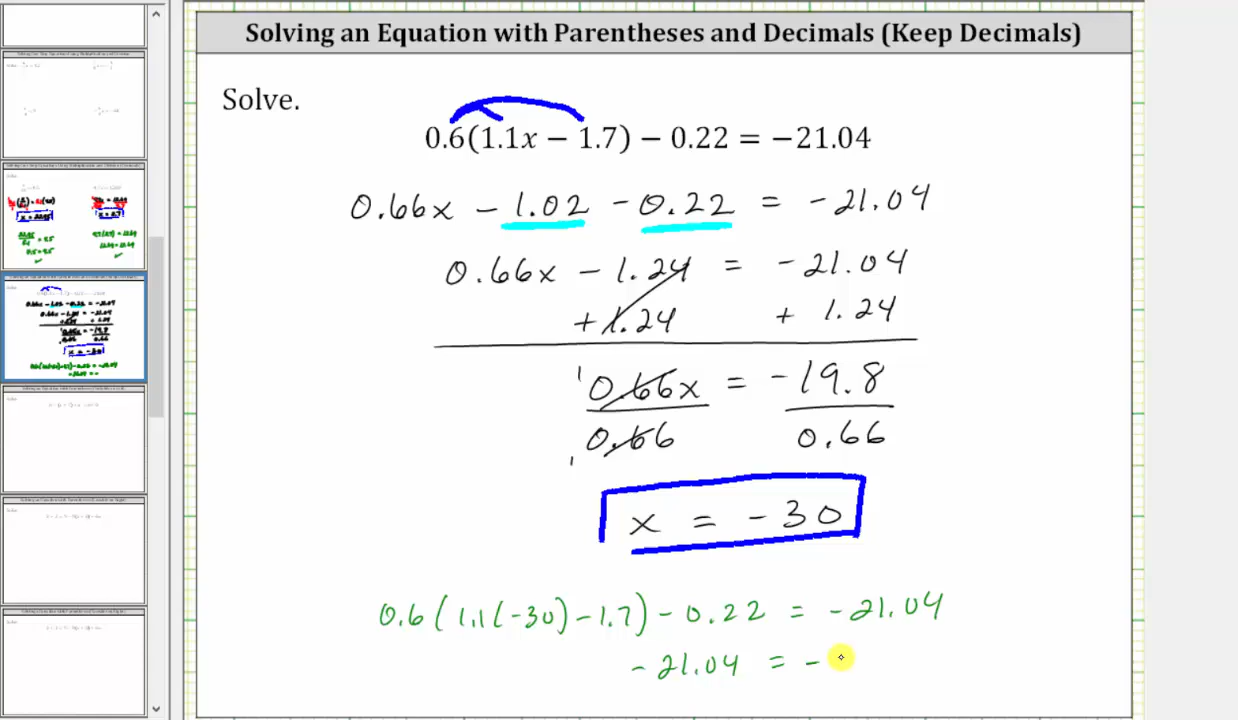 Solving an Equation with Parentheses and Decimals (Keep Decimals)
Solve.
0.6(1.1x − 1.7) − 0.22 = −21.04
0.66x − 1.02 − 0.22 = −21.04
0.66x − 1.24 = −21.04
+ 1.24 + 1.24
1 0.66x = −19.8
1 0.66 0.66
x = −30
0.6(1.1(−30) − 1.7) − 0.22 = −21.04
−21.04 = −